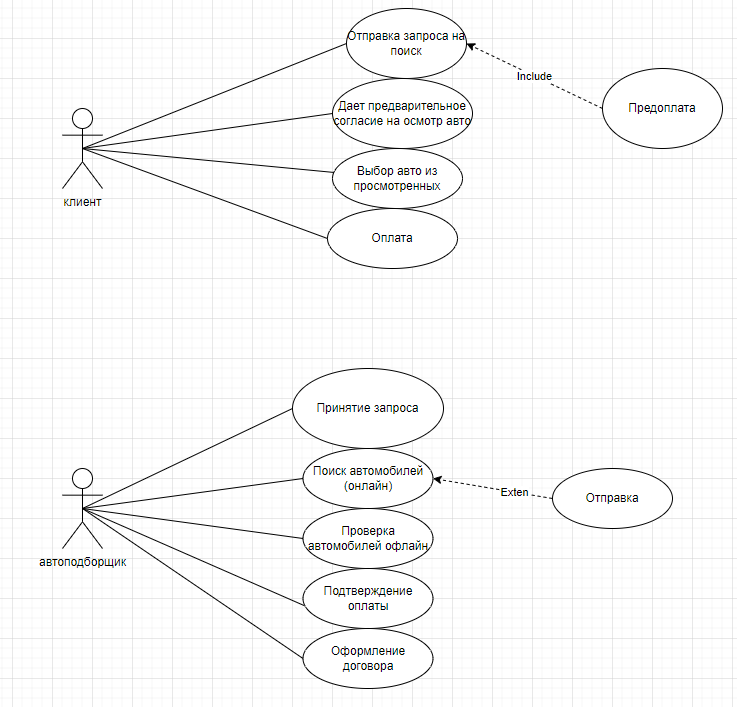 Отправка запроса на
поиск
Include
Предоплата
Дает предварительное
согласие на осмотр авто
Выбор авто из
просмотренных
клиент
Оплата
Принятие запроса
Поиск автомобилей
(онлайн)
Exten
Отправка
Проверка
автомобилей офлайн
автоподборщик
Подтверждение
оплаты
Оформление
договора